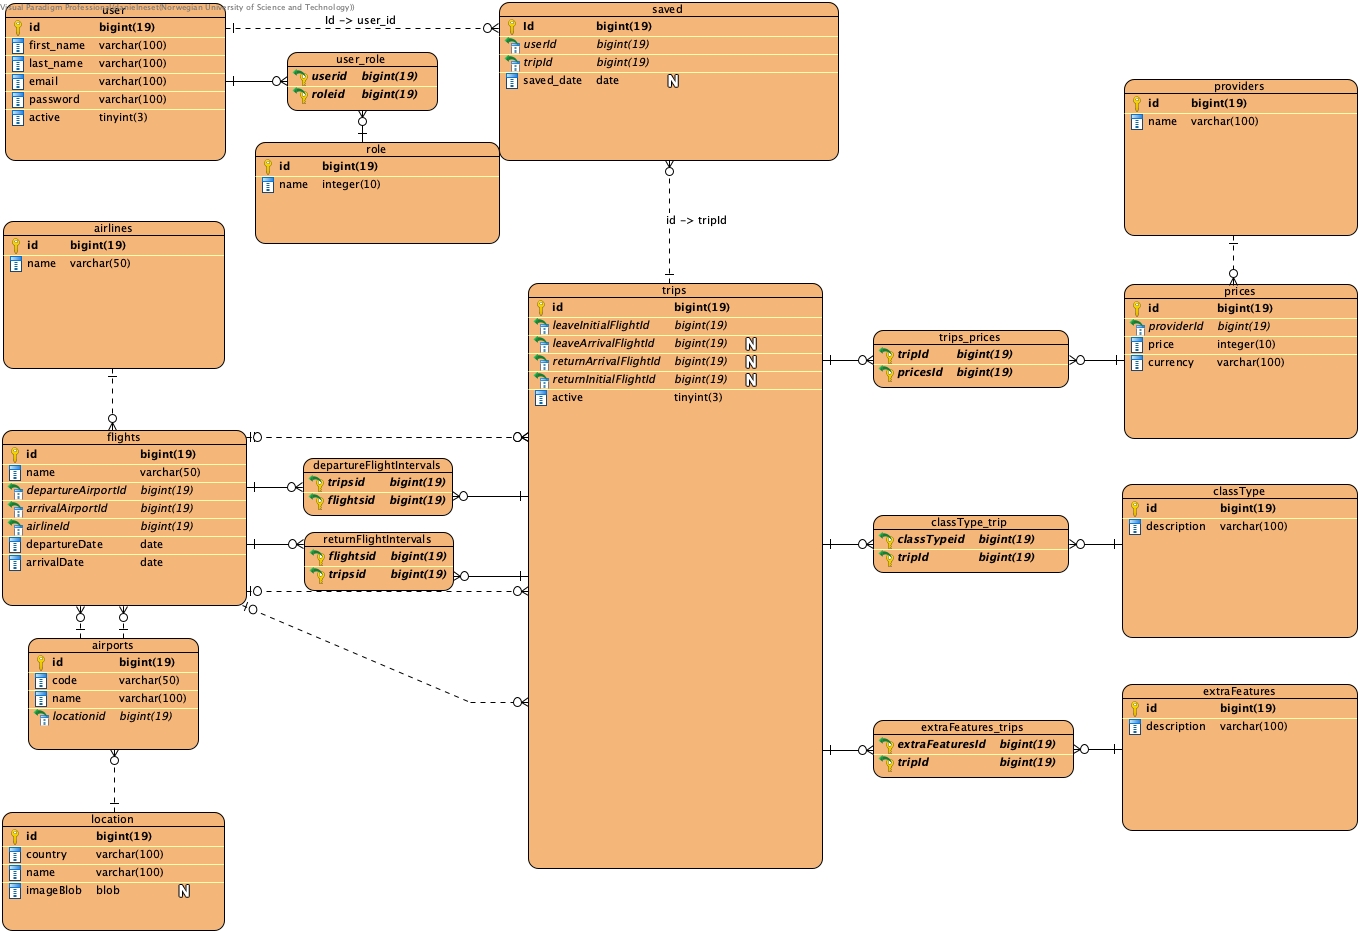 Visual Paradigm Professional(Marieineset(Norwegian University of Science and Technology))
user
id bigint(19)
first_name varchar(100)
last_name varchar(100)
email varchar(100)
password varchar(100)
active tinyint(3)
Id -> user_id
user_role
userid bigint(19)
roleid bigint(19)
role
id bigint(19)
name integer(10)
saved
Id bigint(19)
userId bigint(19)
tripId bigint(19)
saved_date date N
id -> tripId
providers
id bigint(19)
name varchar(100)
airlines
id bigint(19)
name varchar(50)
trips
id bigint(19)
leaveInitialFlightId bigint(19)
leaveArrivalFlightId bigint(19) N
returnArrivalFlightId bigint(19) N
returnInitialFlightId bigint(19) N
active tinyint(3)
trips_prices
tripId bigint(19)
pricesId bigint(19)
prices
id bigint(19)
providerId bigint(19)
price integer(10)
currency varchar(100)
flights
id bigint(19)
name varchar(50)
departureAirportId bigint(19)
arrivalAirportId bigint(19)
airlineId bigint(19)
departureDate date
arrivalDate date
departureFlightIntervals
tripsid bigint(19)
flightsid bigint(19)
returnFlightIntervals
flightsid bigint(19)
tripsid bigint(19)
classType_trip
classTypeid bigint(19)
tripId bigint(19)
classType
id bigint(19)
description varchar(100)
airports
id bigint(19)
code varchar(50)
name varchar(100)
locationid bigint(19)
extraFeatures_trips
extraFeaturesId bigint(19)
tripId bigint(19)
extraFeatures
id bigint(19)
description varchar(100)
location
id bigint(19)
country varchar(100)
name varchar(100)
imageBlob blob N